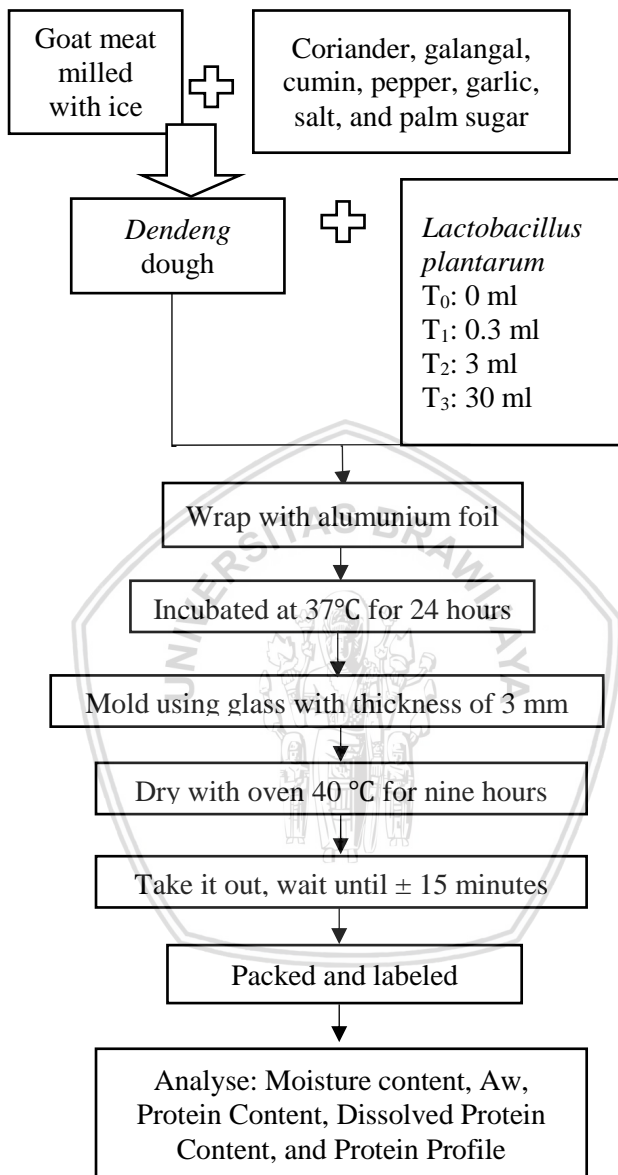 Goat meat
milled
with ice
Coriander, galangal,
cumin, pepper, garlic,
salt, and palm sugar
Dendeng
dough
Lactobacillus
plantarum
T₀: 0 ml
T₁: 0.3 ml
T₂: 3 ml
T₃: 30 ml
Wrap with alumunium foil
UNIVERSITAS BRAWIJAYA
Incubated at 37℃ for 24 hours
Mold using glass with thickness of 3 mm
Dry with oven 40 ℃ for nine hours
Take it out, wait until ± 15 minutes
Packed and labeled
Analyse: Moisture content, Aw,
Protein Content, Dissolved Protein
Content, and Protein Profile